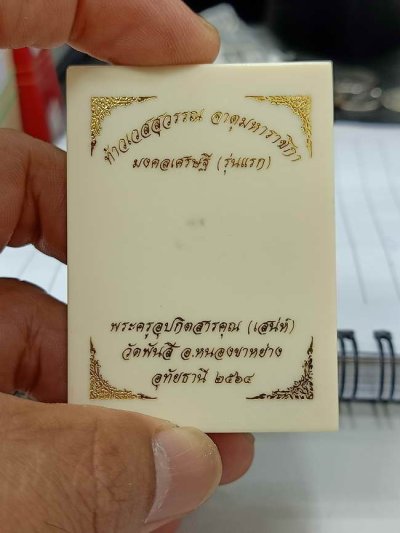 ท้าวเวสสุวรรณ จาตุมหาราชิกา
มงคลเศรษฐี (รุ่นแรก)
พระครูอุปกิตสารคุณ (เสน่ห์)
วัดพันสี อ.หนองขาหย่าง
อุทัยธานี ๒๕๖๔